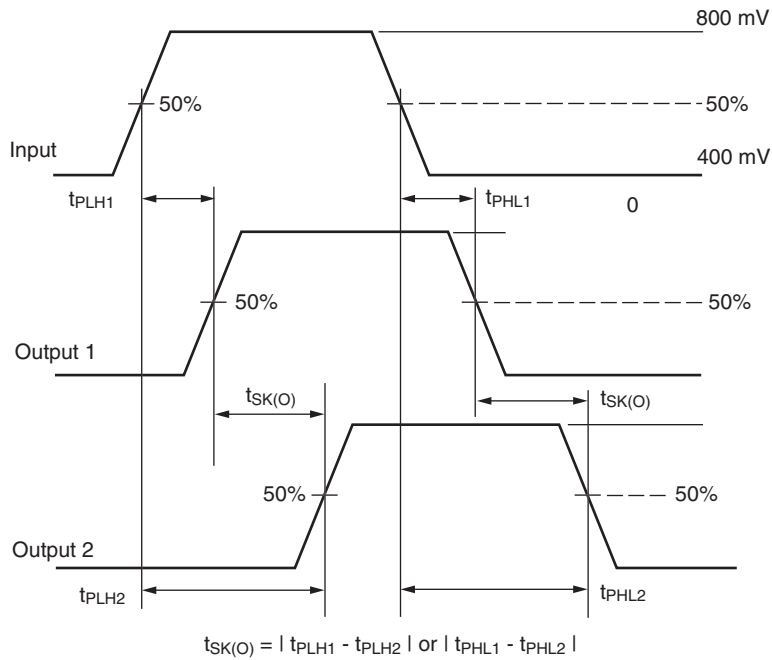 800 mV
50%
50%
Input
400 mV
tPLH1
tPHL1
0
50%
50%
Output 1
tSK(O)
tSK(O)
50%
50%
Output 2
tPLH2
tPHL2
tSK(O) = | tPLH1 - tPLH2 | or | tPHL1 - tPHL2 |